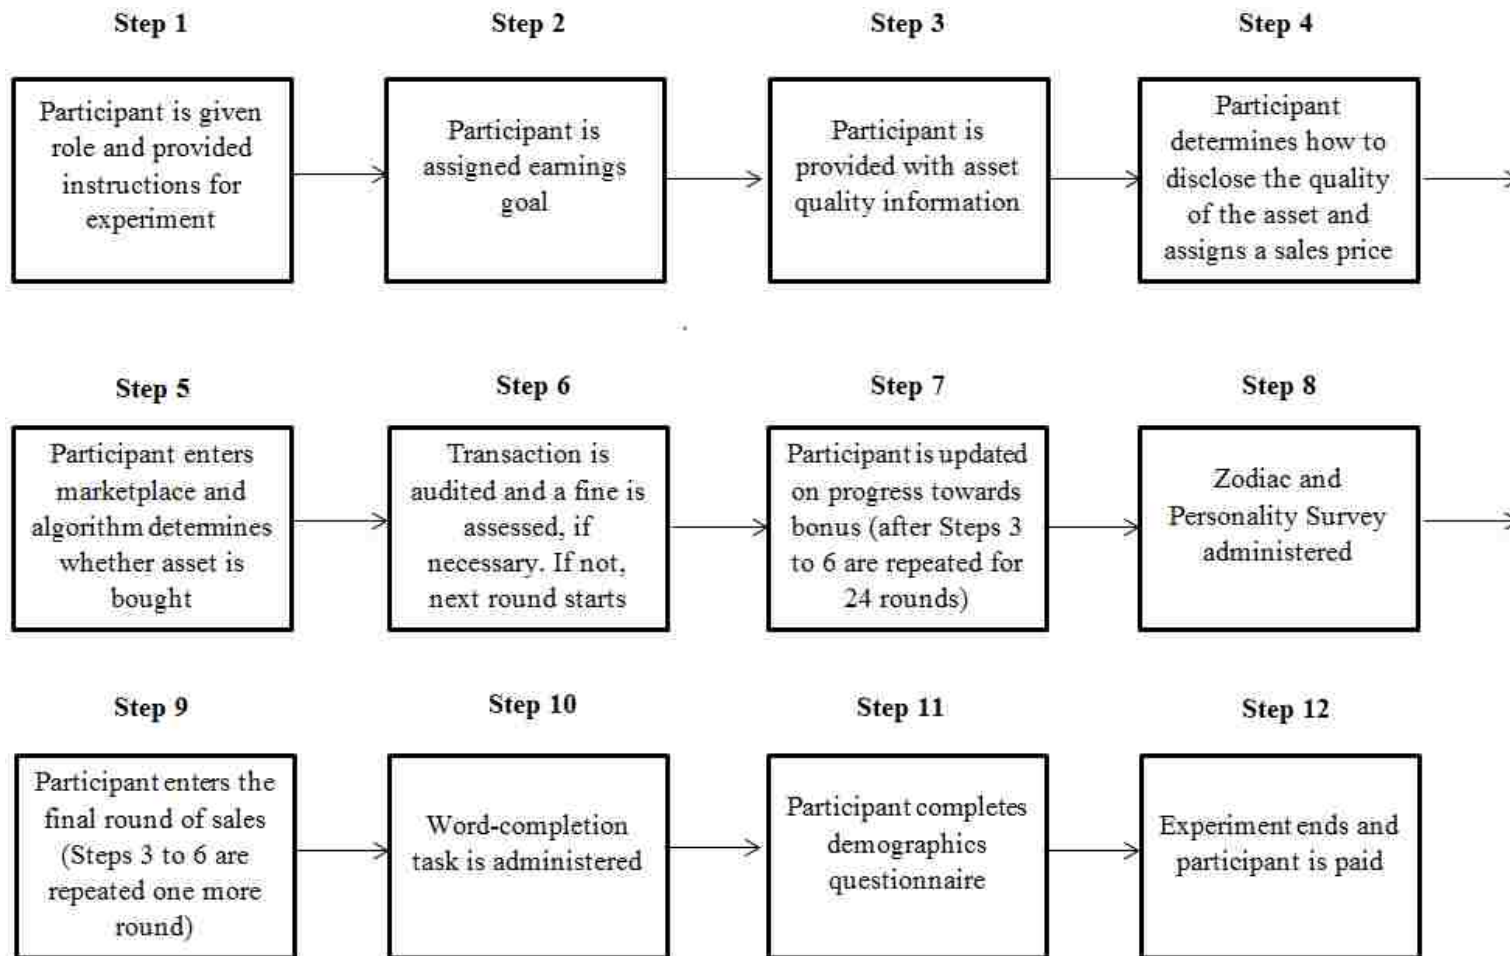 Step 1
Participant is given
role and provided
instructions for
experiment
Step 2
Participant is
assigned earnings
goal
Step 3
Participant is
provided with asset
quality information
Step 4
Participant
determines how to
disclose the quality
of the asset and
assigns a sales price
Step 5
Participant enters
marketplace and
algorithm determines
whether asset is
bought
Step 6
Transaction is
audited and a fine is
assessed, if
necessary. If not,
next round starts
Step 7
Participant is updated
on progress towards
bonus (after Steps 3
to 6 are repeated for
24 rounds)
Step 8
Zodiac and
Personality Survey
administered
Step 9
Participant enters the
final round of sales
(Steps 3 to 6 are
repeated one more
round)
Step 10
Word-completion
task is administered
Step 11
Participant completes
demographics
questionnaire
Step 12
Experiment ends and
participant is paid